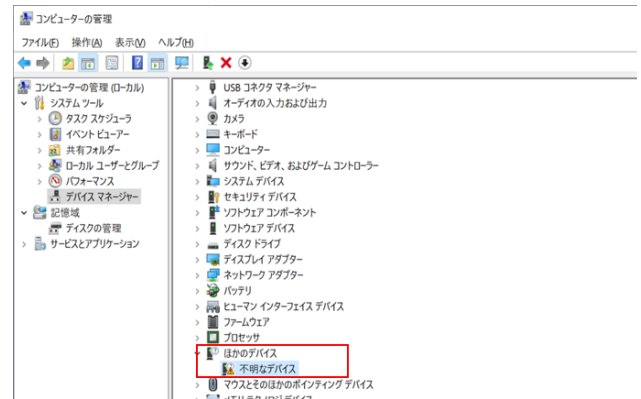 コンピューターの管理
ファイル(F) 操作(A) 表示(V) ヘルプ(H)
コンピューターの管理 (ローカル)
システム ツール
タスク スケジューラ
イベント ビューアー
共有フォルダー
ローカル ユーザーとグループ
パフォーマンス
デバイス マネージャー
記憶域
ディスクの管理
サービスとアプリケーション
USB コネクタ マネージャー
オーディオの入力および出力
カメラ
キーボード
コンピューター
サウンド、ビデオ、およびゲーム コントローラー
システム デバイス
セキュリティ デバイス
ソフトウェア コンポーネント
ソフトウェア デバイス
ディスク ドライブ
ディスプレイ アダプター
ネットワーク アダプター
バッテリ
ヒューマン インターフェイス デバイス
ファームウェア
プロセッサ
ほかのデバイス
不明なデバイス
マウスとそのほかのポインティング デバイス